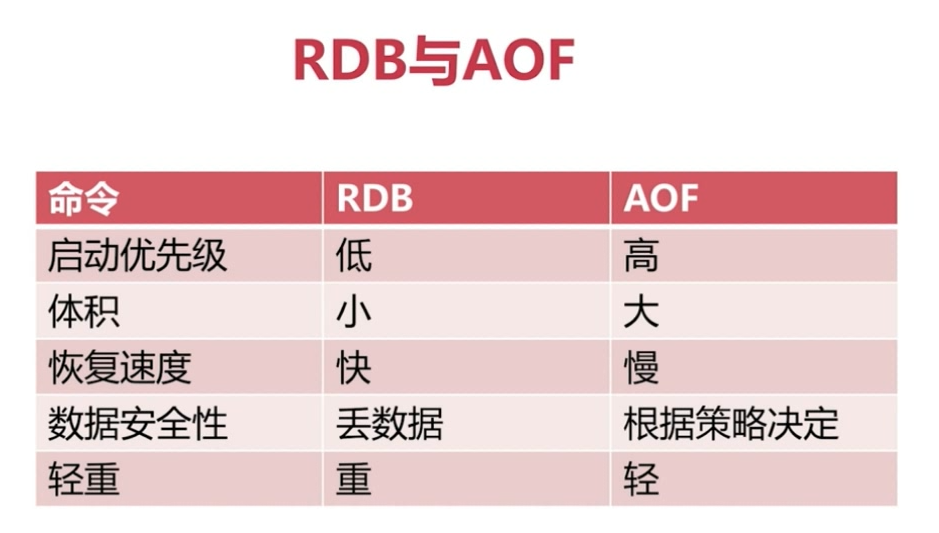 RDB与AOF
命令 RDB AOF
启动优先级 低 高
体积 小 大
恢复速度 快 慢
数据安全性 丢数据 根据策略决定
轻重 重 轻